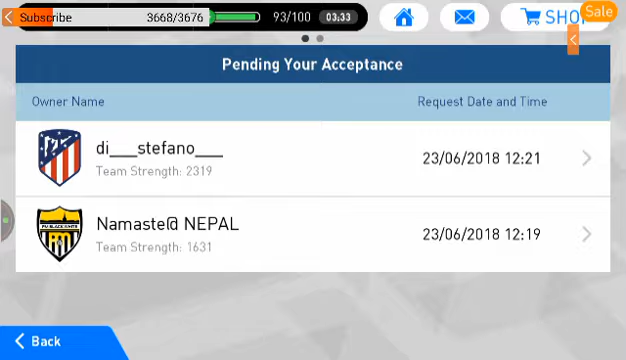 Subscribe 3668/3676 93/100 03:33 SHOP Sale
Pending Your Acceptance
Owner Name Request Date and Time
di___stefano___ 23/06/2018 12:21
Team Strength: 2319
Namaste@ NEPAL 23/06/2018 12:19
Team Strength: 1631
Back